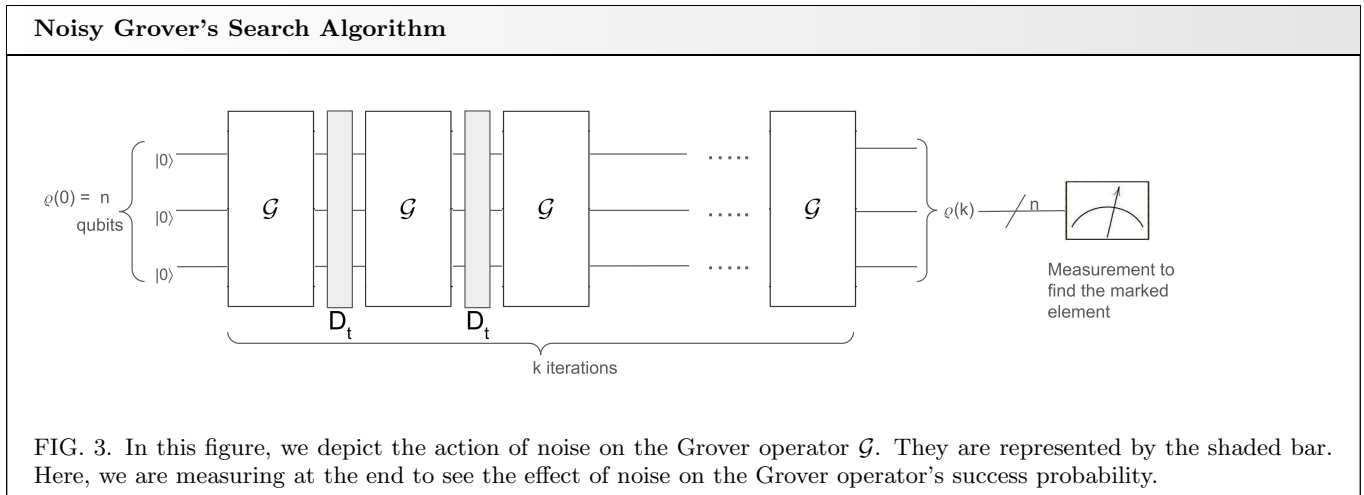 Noisy Grover's Search Algorithm
ϱ(0) = n
qubits
|0⟩
|0⟩
|0⟩
𝒢
𝒢
𝒢
.....
.....
.....
𝒢
D_t
D_t
k iterations
ϱ(k)
n
Measurement to
find the marked
element
FIG. 3. In this figure, we depict the action of noise on the Grover operator 𝒢. They are represented by the shaded bar.
Here, we are measuring at the end to see the effect of noise on the Grover operator's success probability.